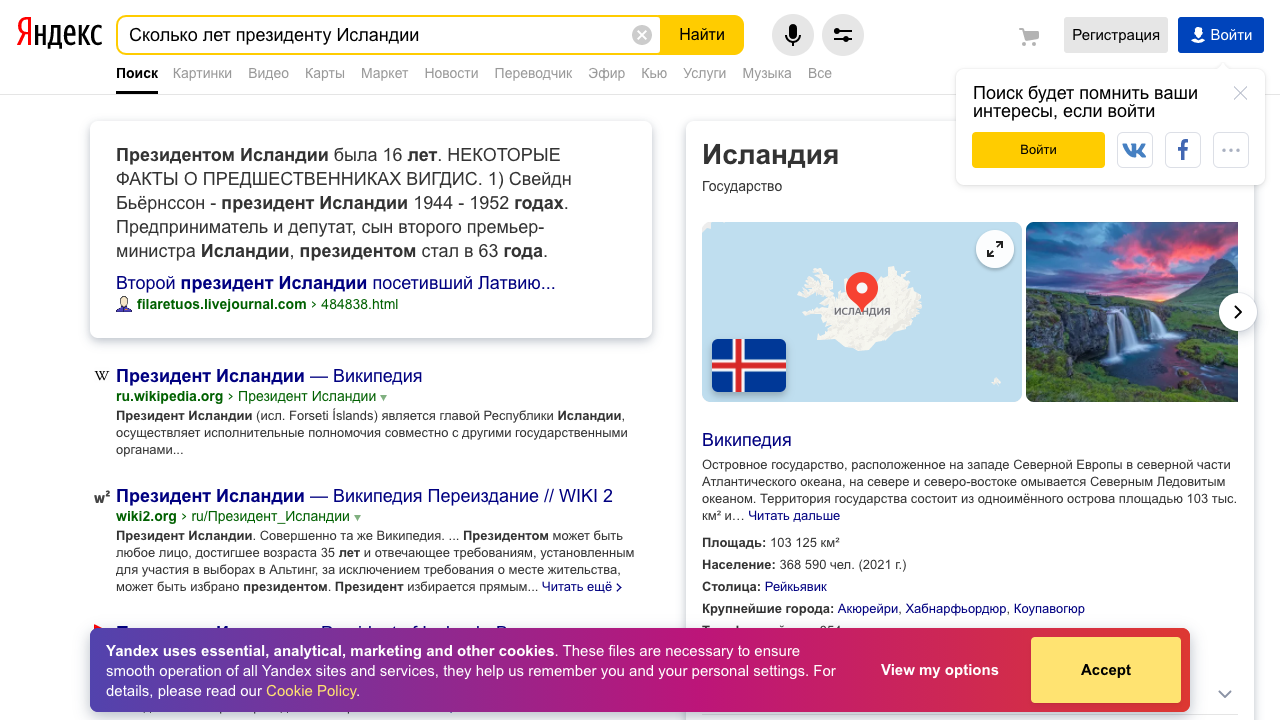 Яндекс
Сколько лет президенту Исландии
Найти
Регистрация
Войти
Поиск
Картинки
Видео
Карты
Маркет
Новости
Переводчик
Эфир
Кью
Услуги
Музыка
Все
Поиск будет помнить ваши
интересы, если войти
Войти
Президентом Исландии была 16 лет. НЕКОТОРЫЕ
ФАКТЫ О ПРЕДШЕСТВЕННИКАХ ВИГДИС. 1) Свейдн
Бьёрнссон - президент Исландии 1944 - 1952 годах.
Предприниматель и депутат, сын второго премьер-
министра Исландии, президентом стал в 63 года.
Второй президент Исландии посетивший Латвию...
filaretuos.livejournal.com › 484838.html
Президент Исландии — Википедия
ru.wikipedia.org › Президент Исландии
Президент Исландии (исл. Forseti Íslands) является главой Республики Исландии,
осуществляет исполнительные полномочия совместно с другими государственными
органами...
Президент Исландии — Википедия Переиздание // WIKI 2
wiki2.org › ru/Президент_Исландии
Президент Исландии. Совершенно та же Википедия. ... Президентом может быть
любое лицо, достигшее возраста 35 лет и отвечающее требованиям, установленным
для участия в выборах в Альтинг, за исключением требования о месте жительства,
может быть избрано президентом. Президент избирается прямым... Читать ещё ›
Исландия
Государство
ИСЛАНДИЯ
Википедия
Островное государство, расположенное на западе Северной Европы в северной части
Атлантического океана, на севере и северо-востоке омывается Северным Ледовитым
океаном. Территория государства состоит из одноимённого острова площадью 103 тыс.
км² и… Читать дальше
Площадь: 103 125 км²
Население: 368 590 чел. (2021 г.)
Столица: Рейкьявик
Крупнейшие города: Акюрейри, Хабнарфьордюр, Коупавогюр
Yandex uses essential, analytical, marketing and other cookies. These files are necessary to ensure
smooth operation of all Yandex sites and services, they help us remember you and your personal settings. For
details, please read our Cookie Policy.
View my options
Accept